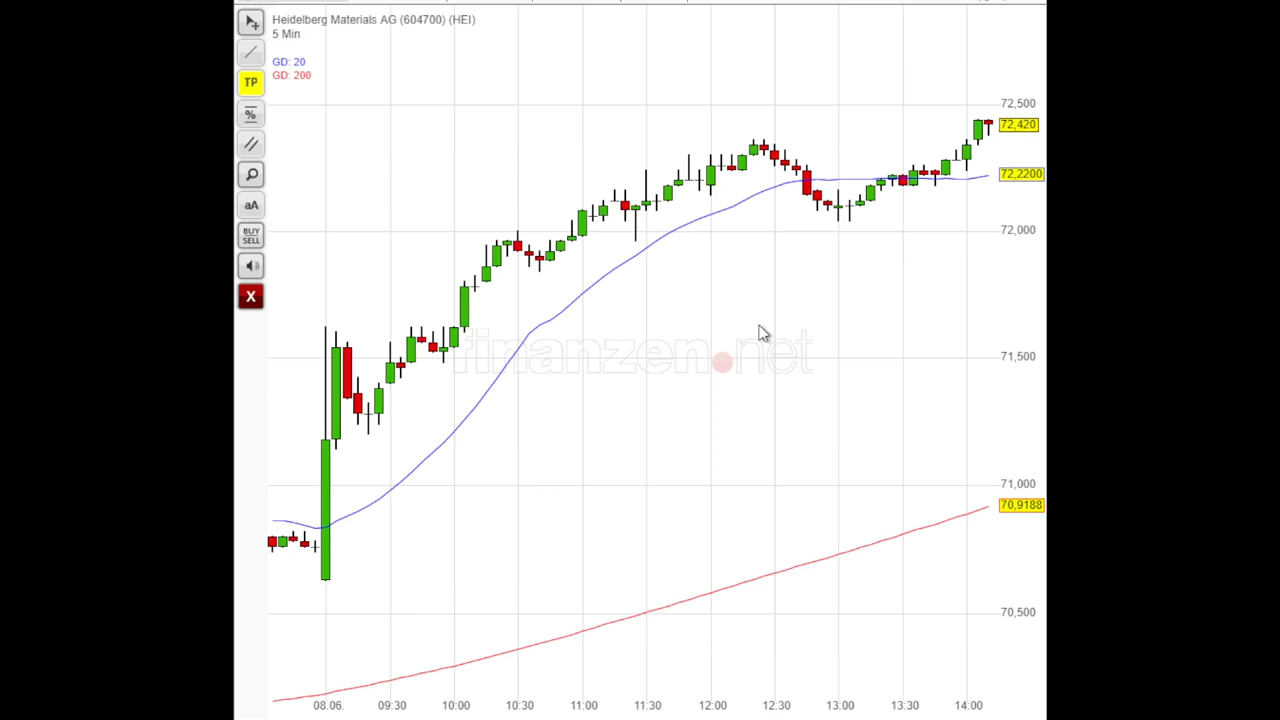 Heidelberg Materials AG (604700) (HEI)
5 Min
GD: 20
GD: 200
TP
%
aA
BUY
SELL
X
72,500
72,420
72,2200
72,000
71,500
71,000
70,9188
70,500
finanzen.net
08.06. 09:30 10:00 10:30 11:00 11:30 12:00 12:30 13:00 13:30 14:00